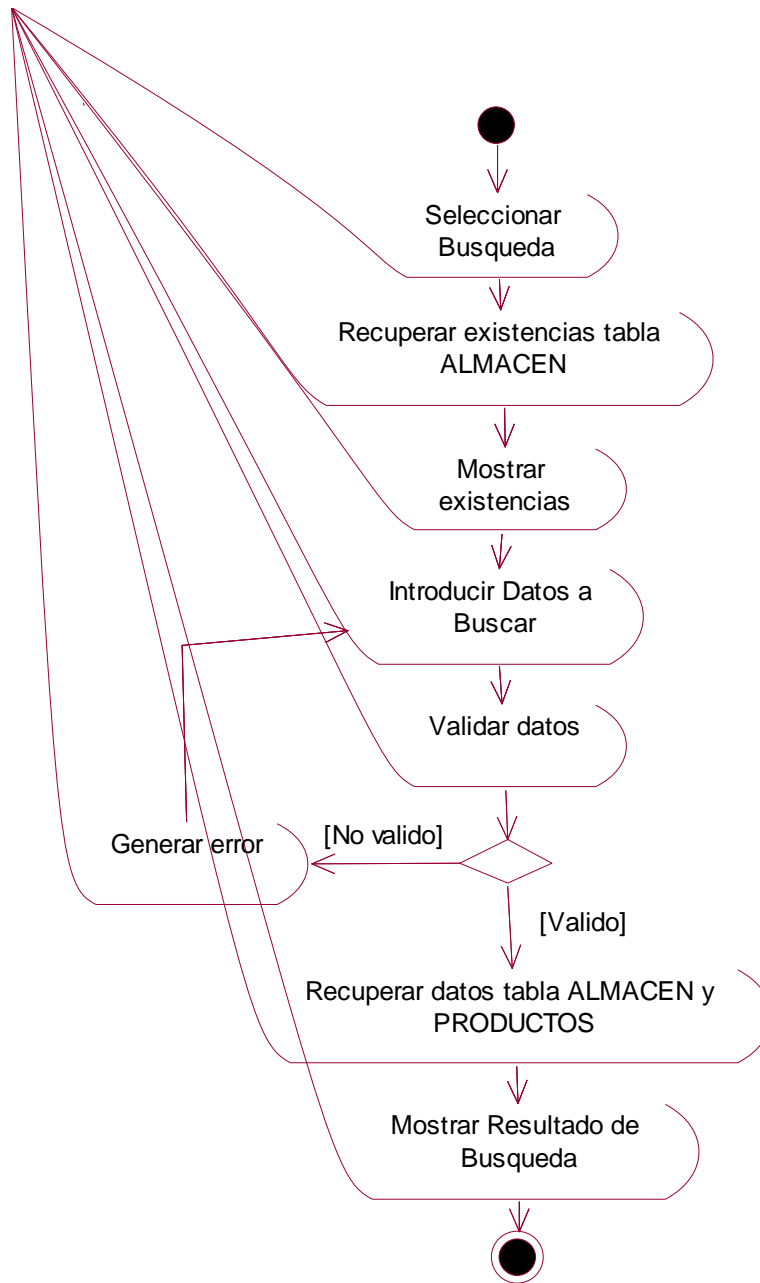 Seleccionar
Busqueda
Recuperar existencias tabla
ALMACEN
Mostrar
existencias
Introducir Datos a
Buscar
Validar datos
Generar error
[No valido]
[Valido]
Recuperar datos tabla ALMACEN y
PRODUCTOS
Mostrar Resultado de
Busqueda